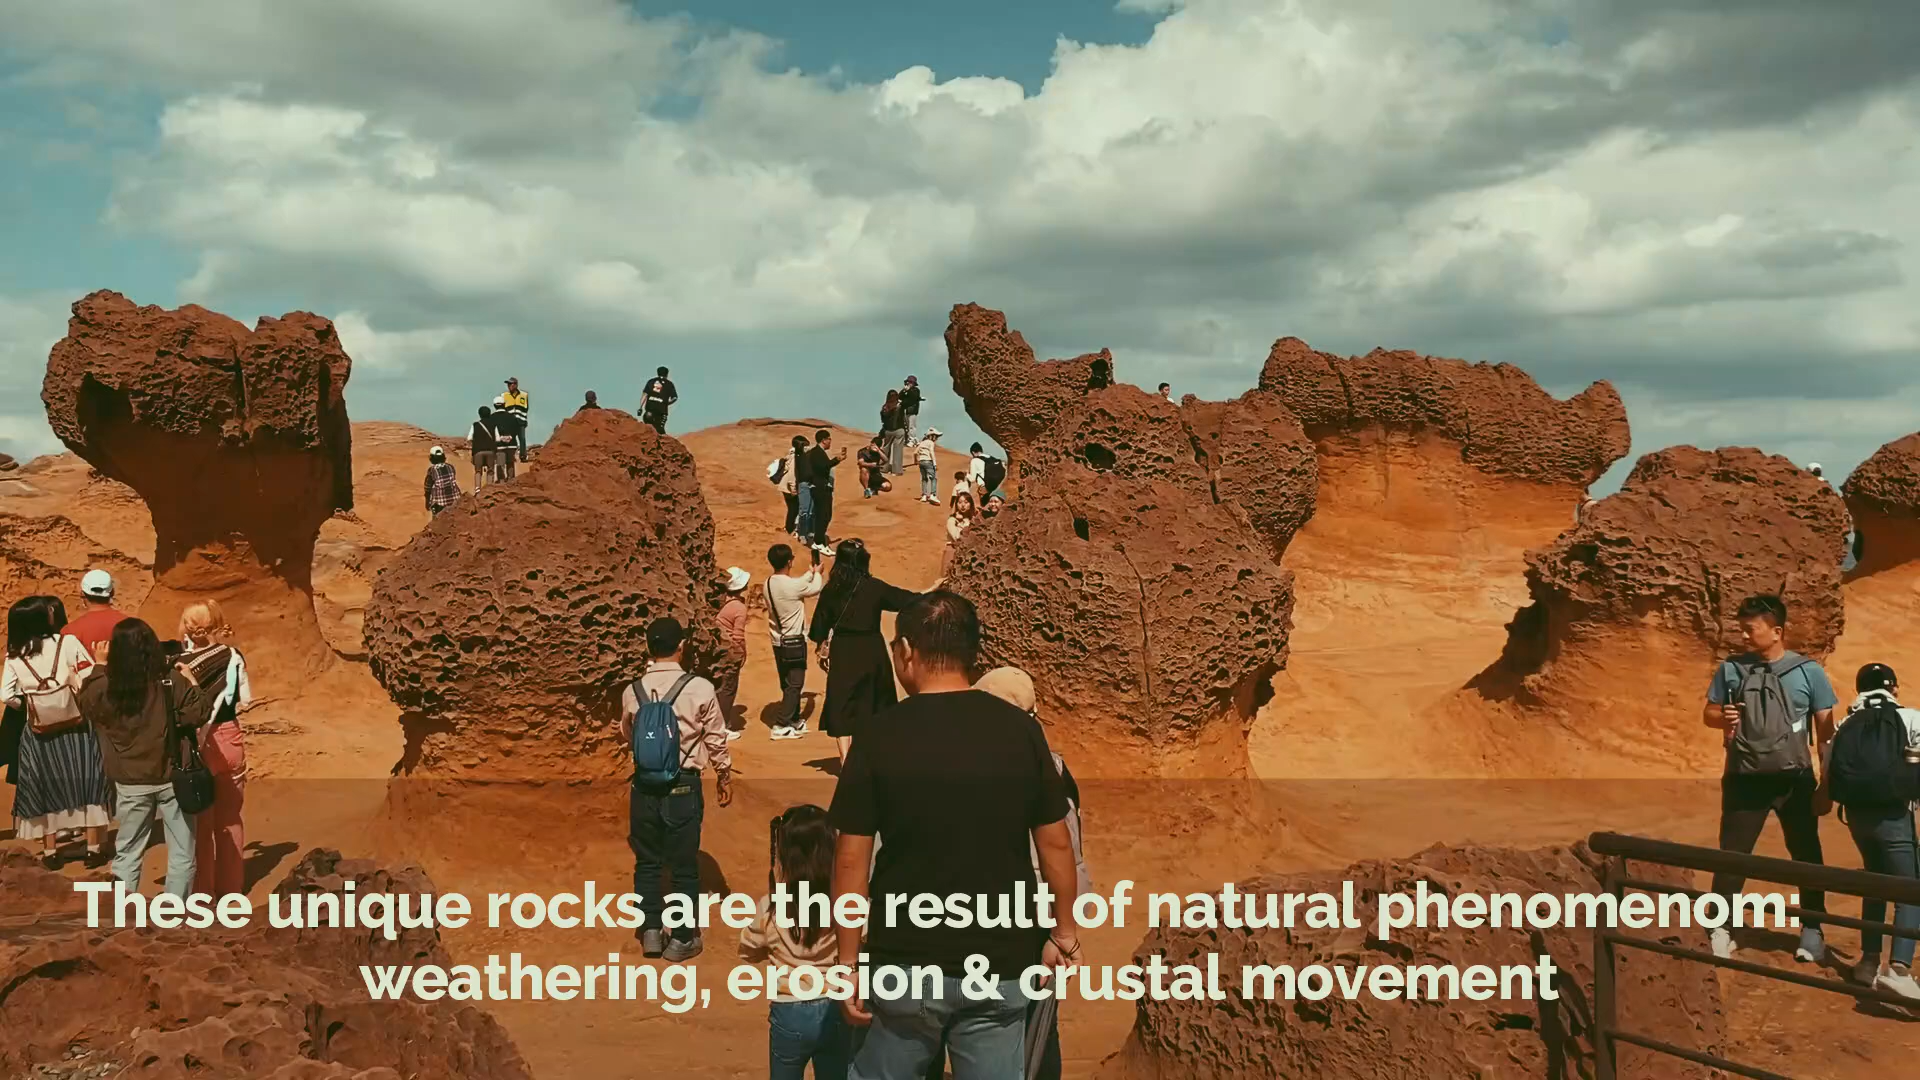 These unique rocks are the result of natural phenomenom:
weathering, erosion & crustal movement